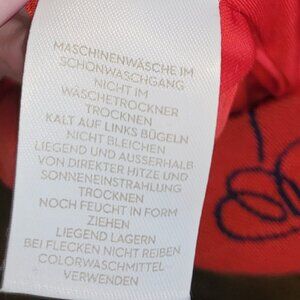 MASCHINENWÄSCHE IM
SCHONWASCHGANG
NICHT IM
WÄSCHETROCKNER
TROCKNEN
KALT AUF LINKS BÜGELN
NICHT BLEICHEN
LIEGEND UND AUSSERHALB
VON DIREKTER HITZE UND
SONNENEINSTRAHLUNG
TROCKNEN
NOCH FEUCHT IN FORM
ZIEHEN
LIEGEND LAGERN
BEI FLECKEN NICHT REIBEN
COLORWASCHMITTEL
VERWENDEN